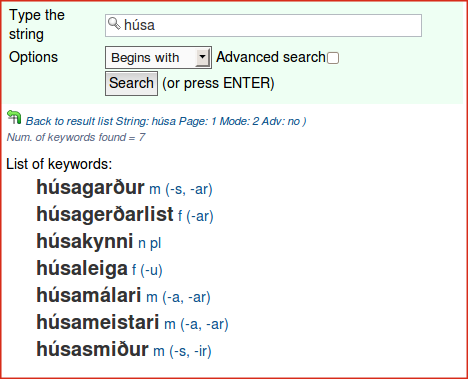 Type the string
húsa
Options
Begins with
Advanced search
Search (or press ENTER)
Back to result list String: húsa Page: 1 Mode: 2 Adv: no )
Num. of keywords found = 7
List of keywords:
húsagarður m (-s, -ar)
húsagerðarlist f (-ar)
húsakynni n pl
húsaleiga f (-u)
húsamálari m (-a, -ar)
húsameistari m (-a, -ar)
húsasmiður m (-s, -ir)